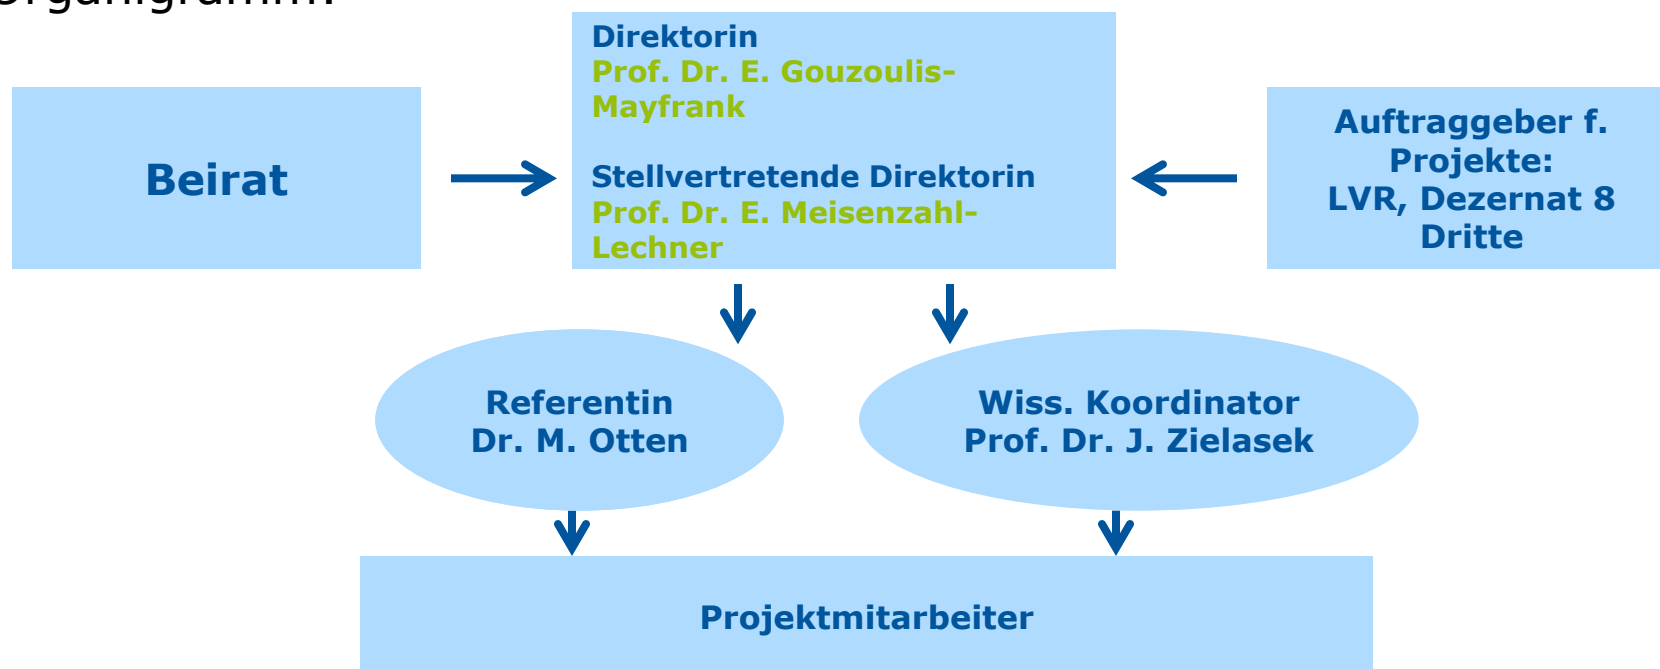 Organigramm:
Direktorin
Prof. Dr. E. Gouzoulis-
Mayfrank
Stellvertretende Direktorin
Prof. Dr. E. Meisenzahl-
Lechner
Beirat
Auftraggeber f.
Projekte:
LVR, Dezernat 8
Dritte
Referentin
Dr. M. Otten
Wiss. Koordinator
Prof. Dr. J. Zielasek
Projektmitarbeiter